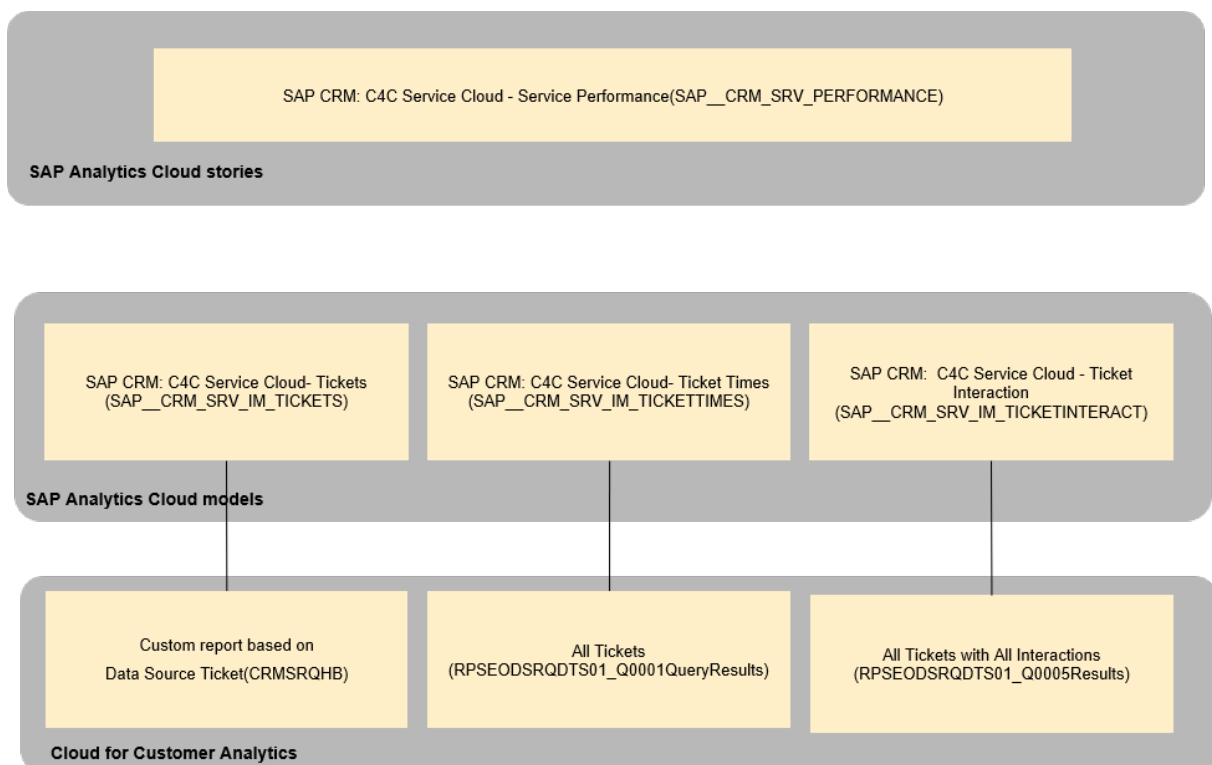 SAP CRM: C4C Service Cloud - Service Performance(SAP__CRM_SRV_PERFORMANCE)
SAP Analytics Cloud stories
SAP CRM: C4C Service Cloud- Tickets
(SAP__CRM_SRV_IM_TICKETS)
SAP CRM: C4C Service Cloud- Ticket Times
(SAP__CRM_SRV_IM_TICKETTIMES)
SAP CRM:  C4C Service Cloud - Ticket
Interaction
(SAP__CRM_SRV_IM_TICKETINTERACT)
SAP Analytics Cloud models
Custom report based on
Data Source Ticket(CRMSRQHB)
All Tickets
(RPSEODSRQDTS01_Q0001QueryResults)
All Tickets with All Interactions
(RPSEODSRQDTS01_Q0005Results)
Cloud for Customer Analytics